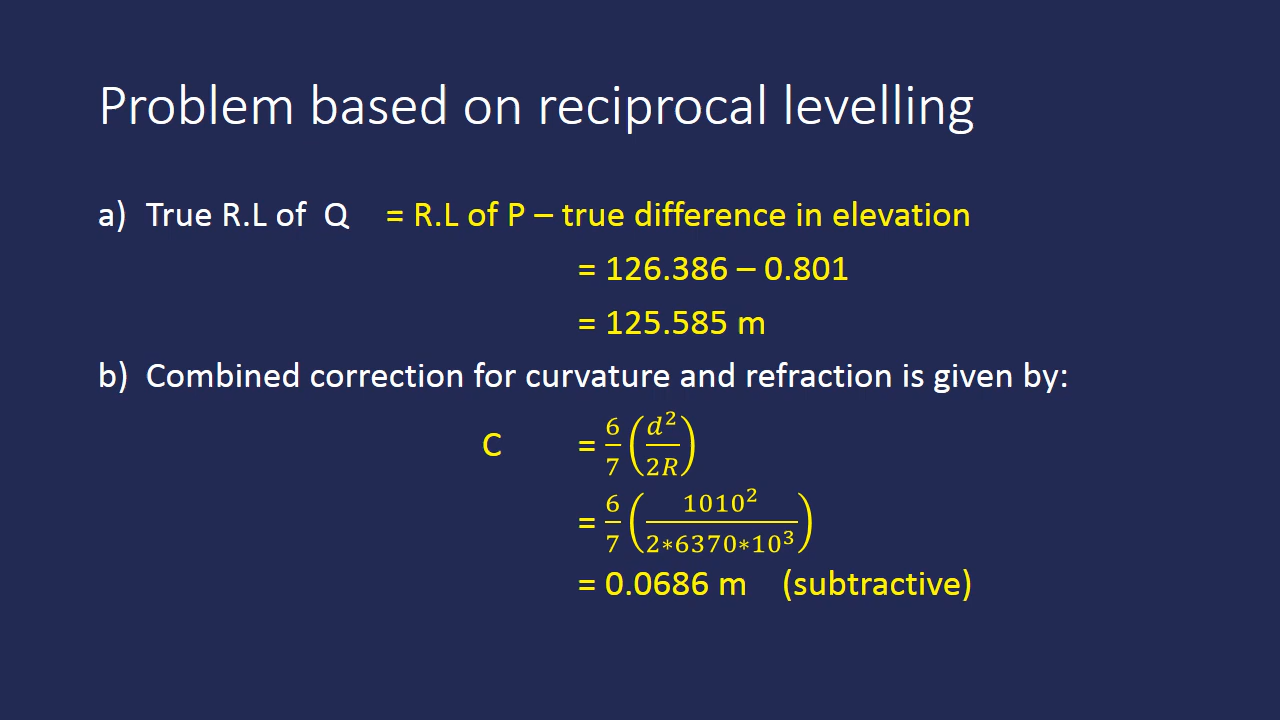 Problem based on reciprocal levelling
a) True R.L of Q = R.L of P – true difference in elevation
= 126.386 – 0.801
= 125.585 m
b) Combined correction for curvature and refraction is given by:
C = 6/7 (d²/2R)
= 6/7 (1010²/2*6370*10³)
= 0.0686 m (subtractive)